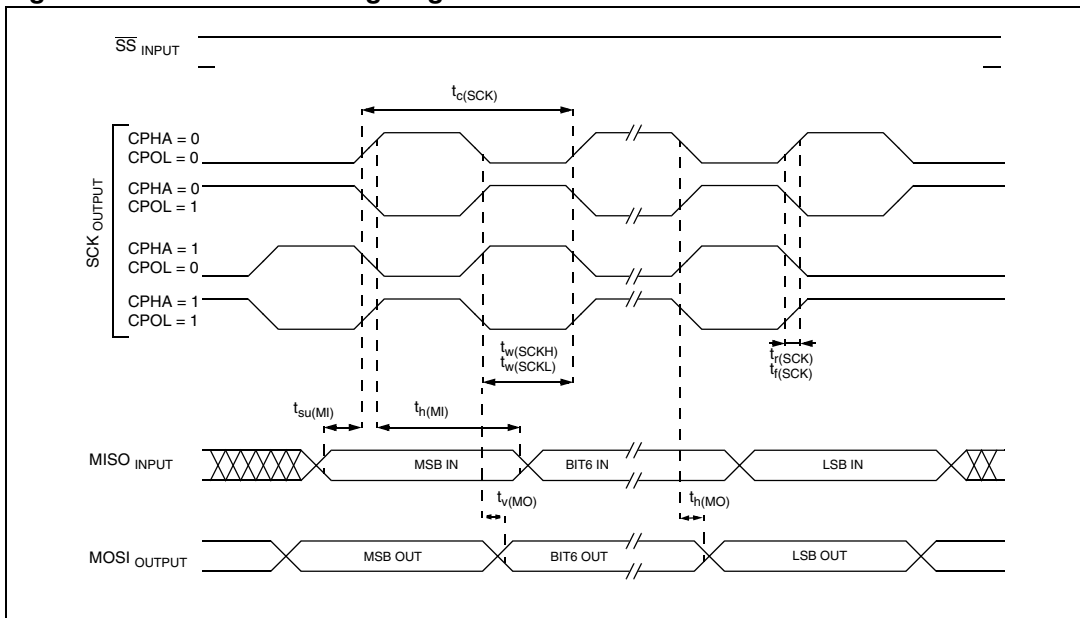 SS INPUT
tc(SCK)
SCK OUTPUT
CPHA = 0
CPOL = 0
CPHA = 0
CPOL = 1
CPHA = 1
CPOL = 0
CPHA = 1
CPOL = 1
tw(SCKH)
tw(SCKL)
tr(SCK)
tf(SCK)
tsu(MI)
th(MI)
MISO INPUT
MSB IN
BIT6 IN
LSB IN
tv(MO)
th(MO)
MOSI OUTPUT
MSB OUT
BIT6 OUT
LSB OUT